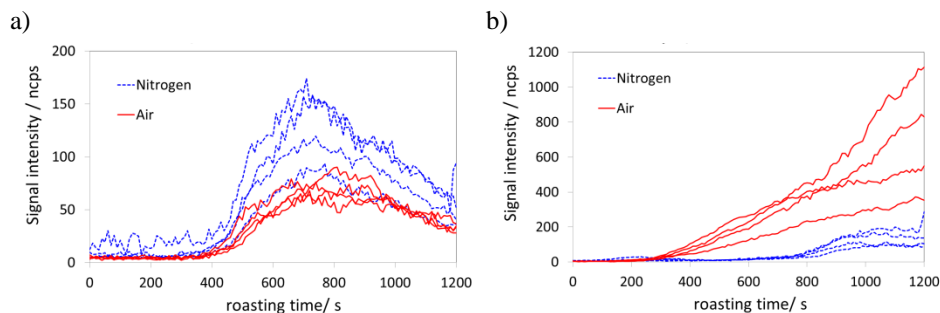 a)
200
150
100
50
0
Signal intensity / ncps
Nitrogen
Air
0 200 400 600 800 1000 1200
roasting time/ s
b)
1200
1000
800
600
400
200
0
Signal intensity / ncps
Nitrogen
Air
0 200 400 600 800 1000 1200
roasting time/ s